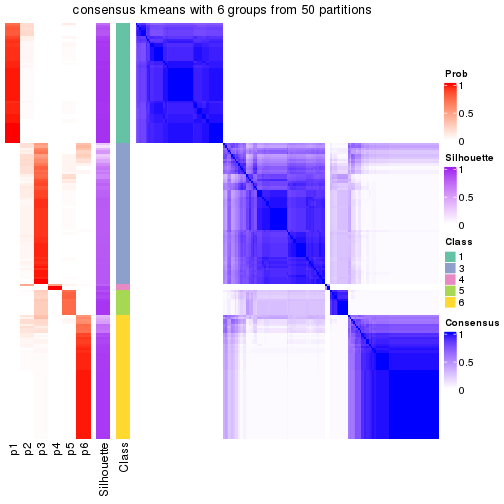 consensus kmeans with 6 groups from 50 partitions
Prob
1
0.5
0
Silhouette
1
0.5
0
Class
1
3
4
5
6
Consensus
1
0.5
0
p1
p2
p3
p4
p5
p6
Silhouette
Class